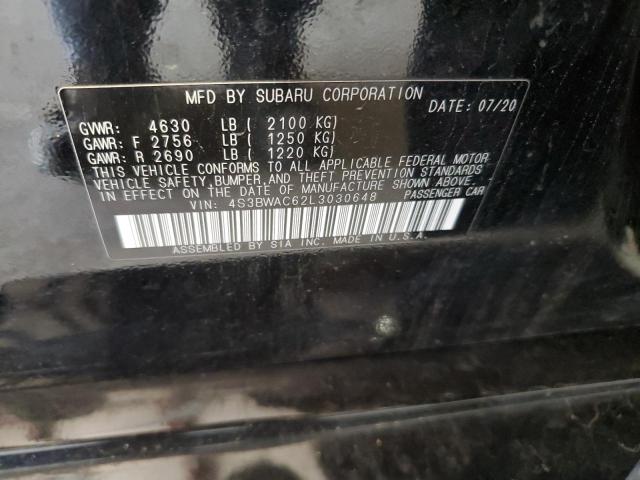 MFD BY SUBARU CORPORATION
DATE: 07/20
GVWR: 4630 LB ( 2100 KG)
GAWR: F 2756 LB ( 1250 KG)
GAWR: R 2690 LB ( 1220 KG)
THIS VEHICLE CONFORMS TO ALL APPLICABLE FEDERAL MOTOR
VEHICLE SAFETY, BUMPER, AND THEFT PREVENTION STANDARDS
IN EFFECT ON THE DATE OF MANUFACTURE SHOWN ABOVE.
VIN: 4S3BWAC62L3030648 PASSENGER CAR
ASSEMBLED BY SIA INC. MADE IN U.S.A.